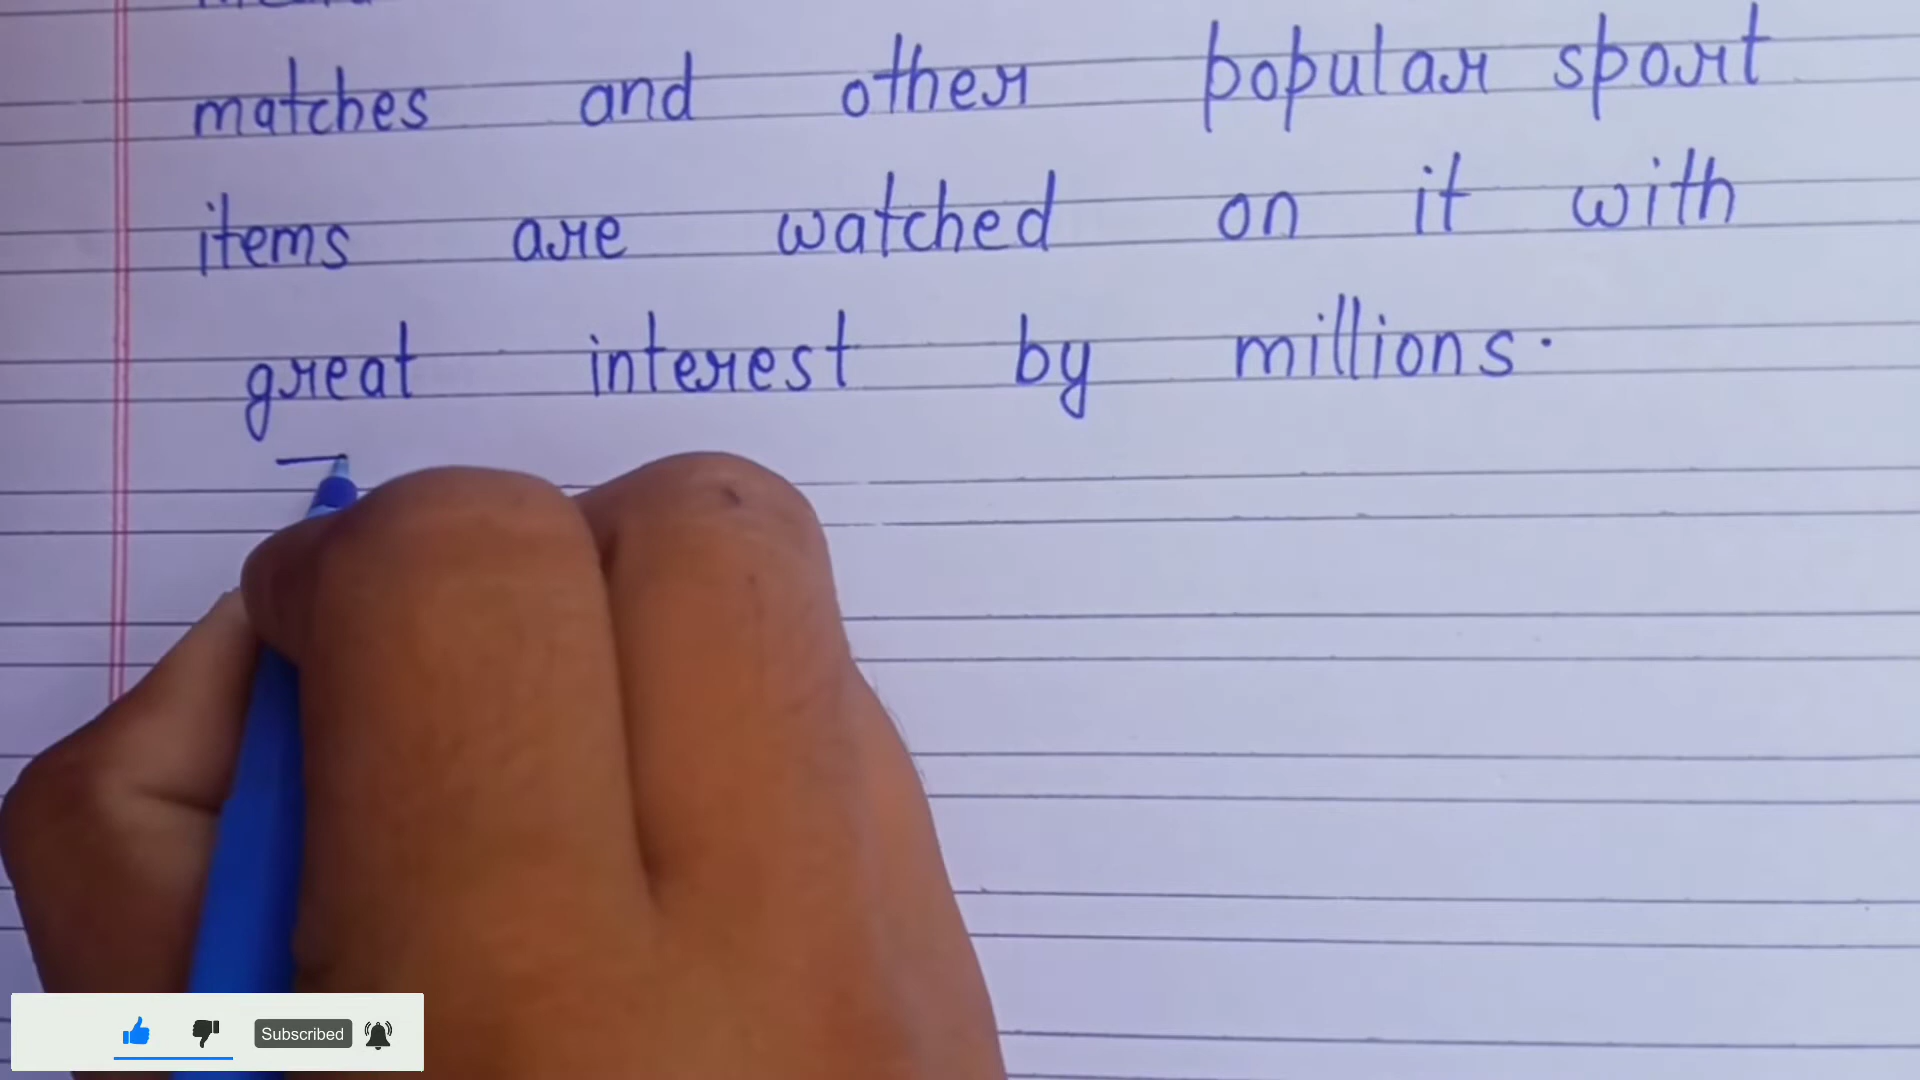 matches and other popular sport
items are watched on it with
great interest by millions.
Subscribed